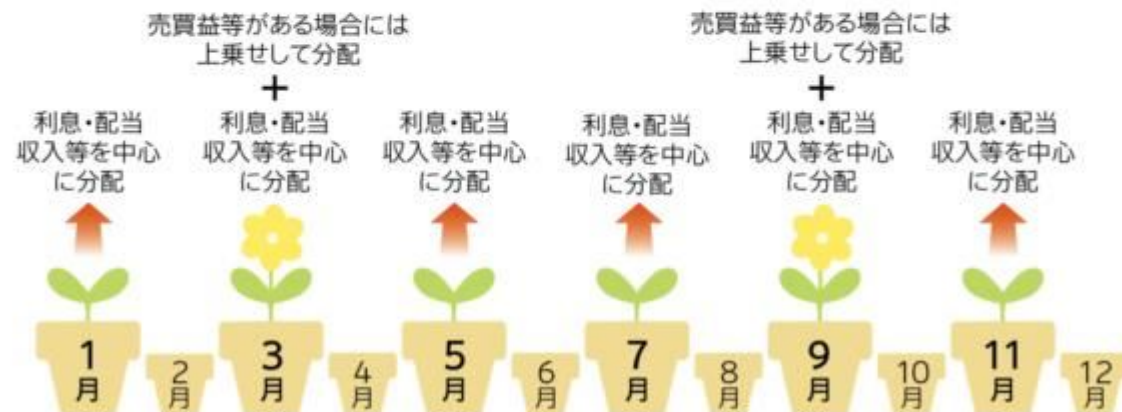 売買益等がある場合には
上乗せして分配
+
売買益等がある場合には
上乗せして分配
+
利息・配当
収入等を中心
に分配
利息・配当
収入等を中心
に分配
利息・配当
収入等を中心
に分配
利息・配当
収入等を中心
に分配
利息・配当
収入等を中心
に分配
利息・配当
収入等を中心
に分配
1
月
2
月
3
月
4
月
5
月
6
月
7
月
8
月
9
月
10
月
11
月
12
月